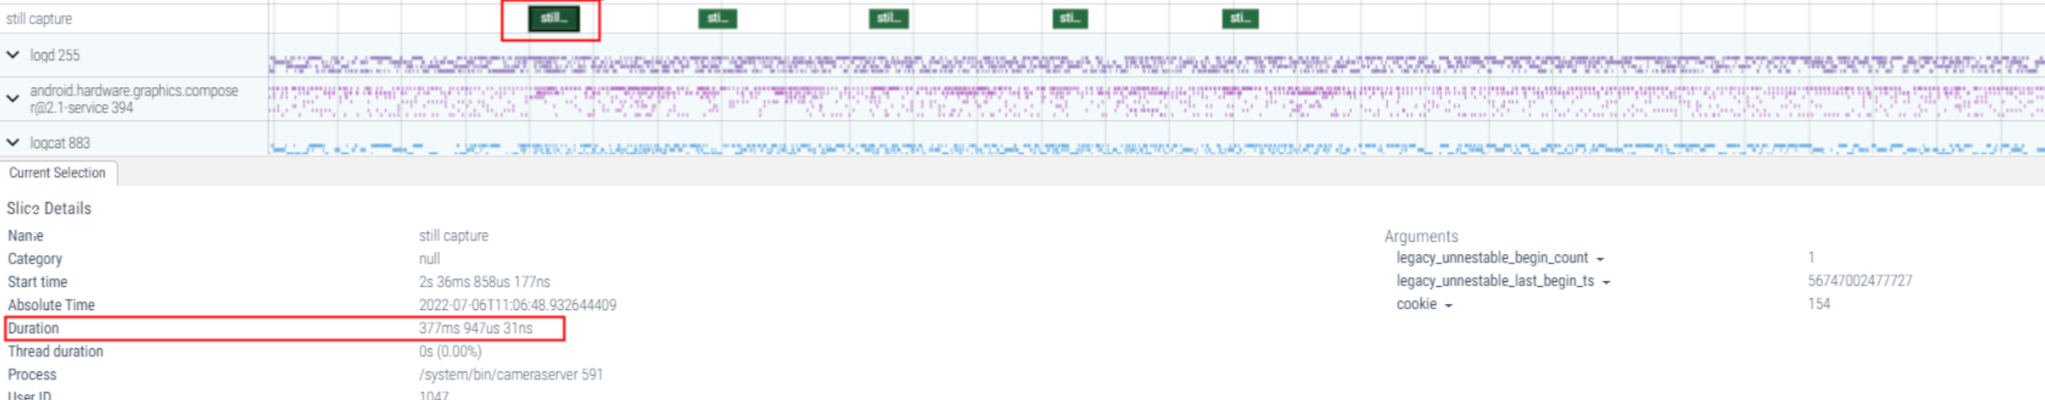 still capture still... sti... stil... sti... sti...
logd 255
android.hardware.graphics.compose
r@2.1-service 394
logcat 883
Current Selection
Slice Details
Name still capture
Category null
Start time 2s 36ms 858us 177ns
Absolute Time 2022-07-06T11:06:48.932644409
Duration 377ms 947us 31ns
Thread duration 0s (0.00%)
Process /system/bin/cameraserver 591
User ID 1047
Arguments
legacy_unnestable_begin_count 1
legacy_unnestable_last_begin_ts 56747002477727
cookie 154